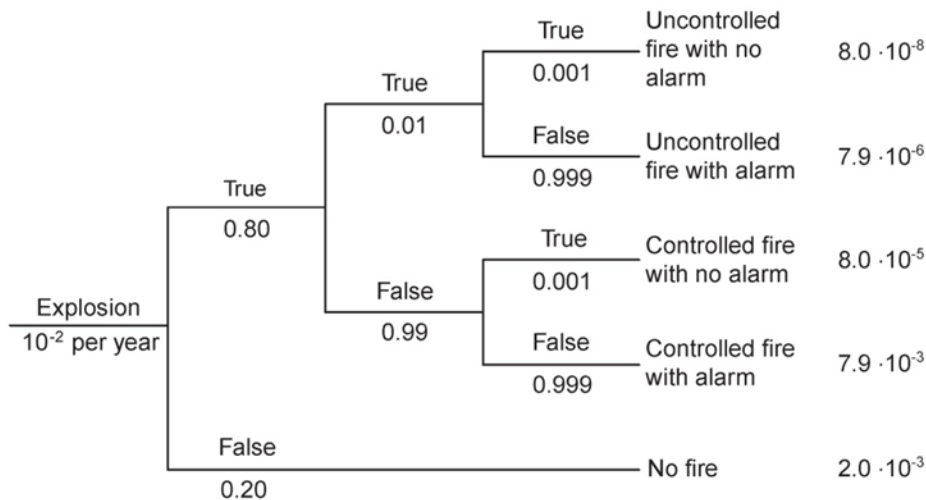 True
Uncontrolled
fire with no
alarm
8.0 ·10-8
0.001
True
0.01
False
Uncontrolled
fire with alarm
7.9 ·10-6
0.999
True
0.80
True
Controlled fire
with no alarm
8.0 ·10-5
0.001
False
0.99
Explosion
10-2 per year
False
Controlled fire
with alarm
7.9 ·10-3
0.999
False
0.20
No fire
2.0 ·10-3